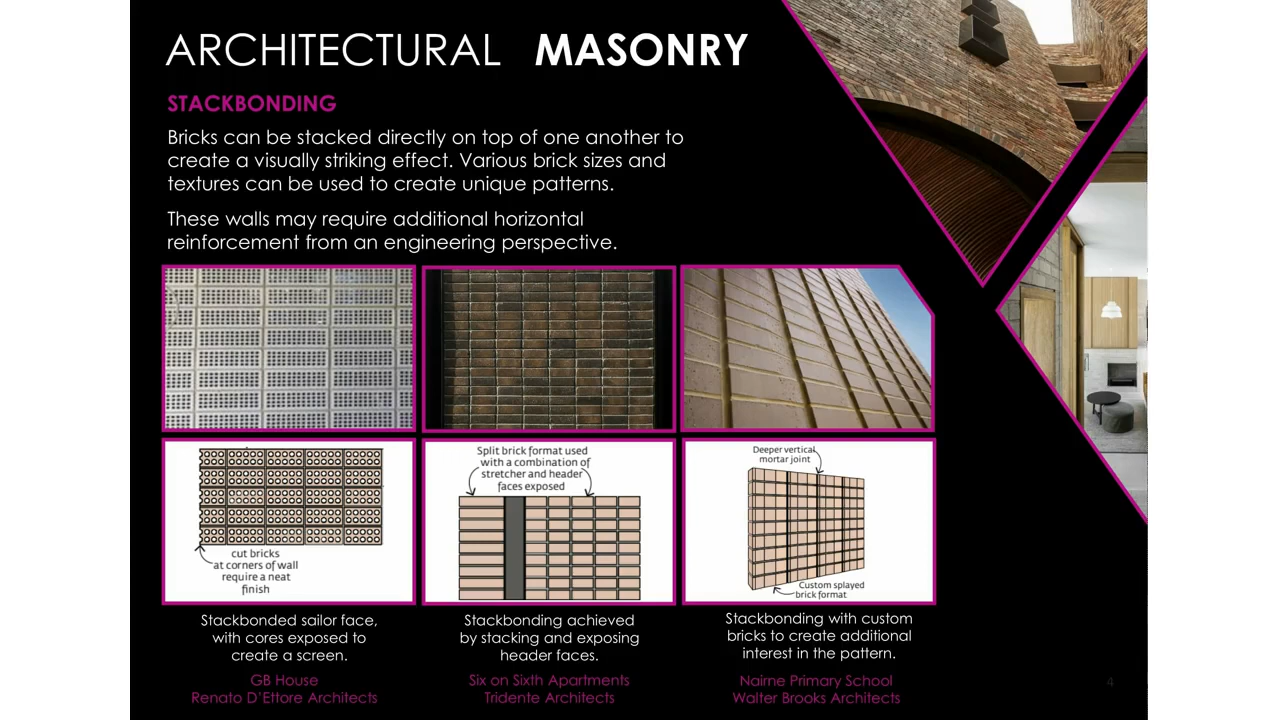 ARCHITECTURAL MASONRY
STACKBONDING
Bricks can be stacked directly on top of one another to
create a visually striking effect. Various brick sizes and
textures can be used to create unique patterns.
These walls may require additional horizontal
reinforcement from an engineering perspective.
cut bricks
at corners of wall
require a neat
finish
Split brick format used
with a combination of
stretcher and header
faces exposed
Deeper vertical
mortar joint
Custom splayed
brick format
Stackbonded sailor face,
with cores exposed to
create a screen.
GB House
Renato D'Ettore Architects
Stackbonding achieved
by stacking and exposing
header faces.
Six on Sixth Apartments
Tridente Architects
Stackbonding with custom
bricks to create additional
interest in the pattern.
Nairne Primary School
Walter Brooks Architects
4